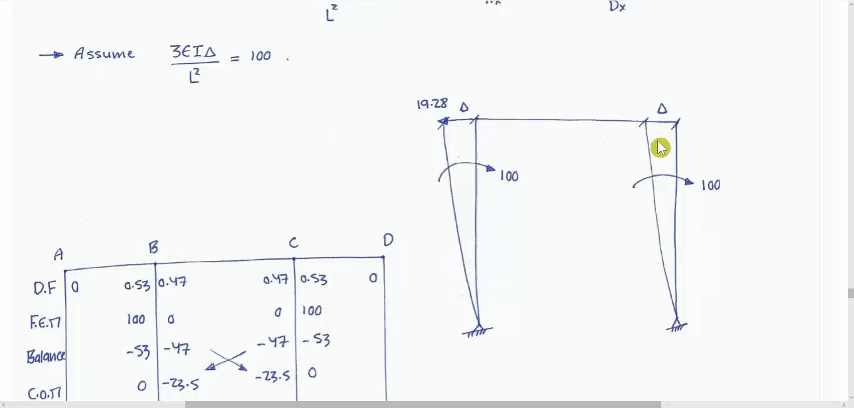 L²
Dx
→ Assume 3EIΔ / L² = 100 .
19.28 Δ Δ
100 100
A B C D
D.F 0 0.53 0.47 0.47 0.53 0
F.E.M 100 0 0 100
Balance -53 -47 -47 -53
C.O.M 0 -23.5 -23.5 0